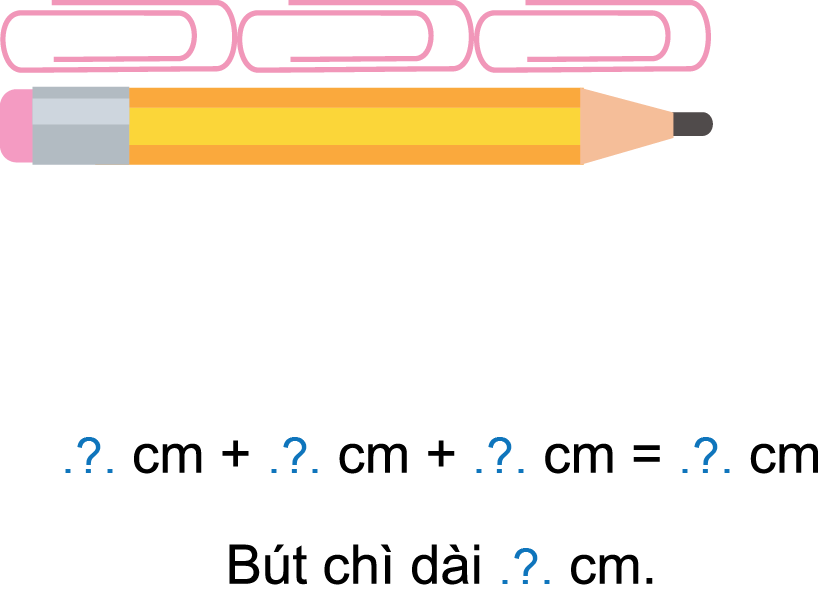 .?. cm + .?. cm + .?. cm = .?. cm
Bút chì dài .?. cm.